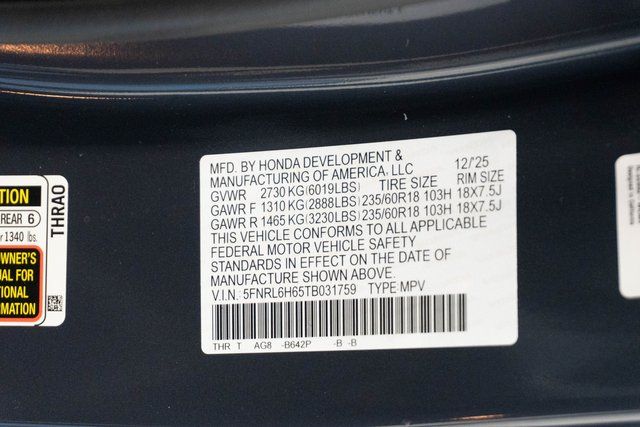 MFD. BY HONDA DEVELOPMENT &
MANUFACTURING OF AMERICA, LLC 12/'25
GVWR 2730 KG (6019LBS) TIRE SIZE RIM SIZE
GAWR F 1310 KG (2888LBS) 235/60R18 103H 18X7.5J
GAWR R 1465 KG (3230LBS) 235/60R18 103H 18X7.5J
THIS VEHICLE CONFORMS TO ALL APPLICABLE
FEDERAL MOTOR VEHICLE SAFETY
STANDARDS IN EFFECT ON THE DATE OF
MANUFACTURE SHOWN ABOVE.
V.I.N.: 5FNRL6H65TB031759 TYPE:MPV
THR T AG8 -B642P -B -B
TION
REAR 6
1340 lbs.
OWNER'S
UAL FOR
TIONAL
MATION
THRA0